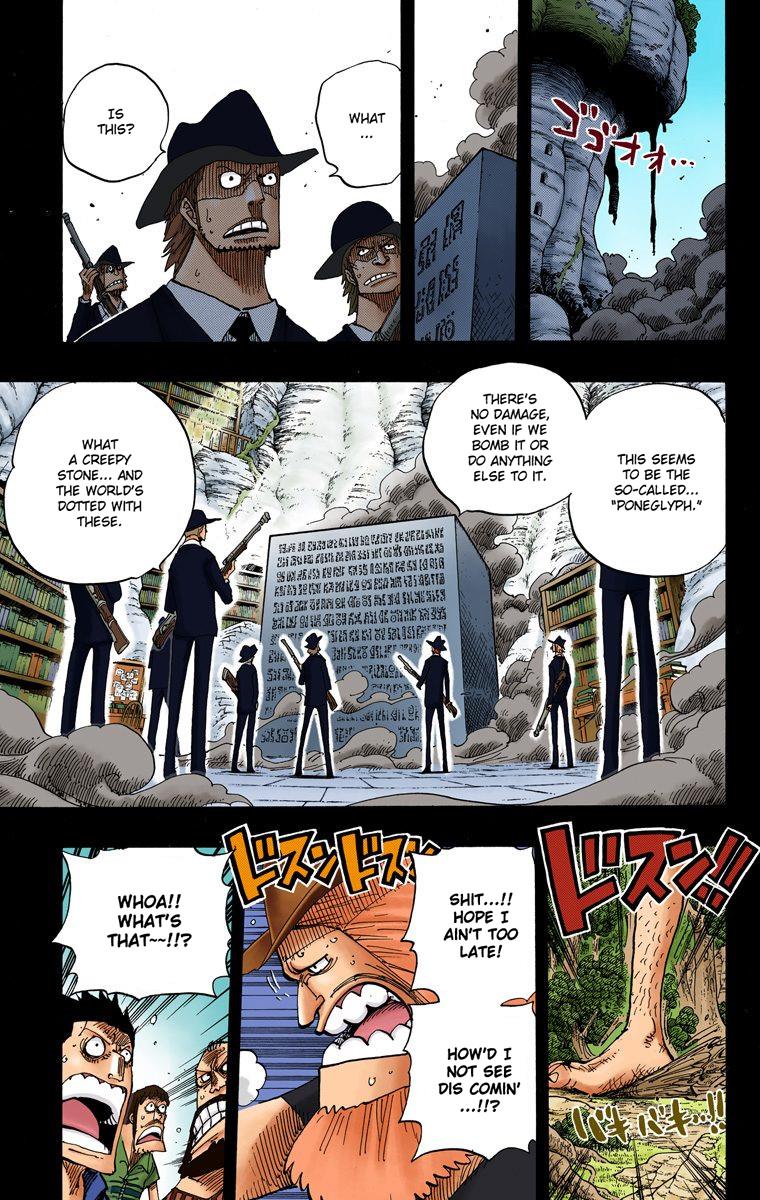 ゴゴォオ...
WHAT
...
IS
THIS?
THIS SEEMS
TO BE THE
SO-CALLED...
"PONEGLYPH."
THERE'S
NO DAMAGE,
EVEN IF WE
BOMB IT OR
DO ANYTHING
ELSE TO IT.
WHAT
A CREEPY
STONE... AND
THE WORLD'S
DOTTED WITH
THESE.
ドスン!!
バキバキ...!!
ドスンドスン
SHIT...!!
HOPE I
AIN'T TOO
LATE!
HOW'D I
NOT SEE
DIS COMIN'
...!!?
WHOA!!
WHAT'S
THAT~~!!?